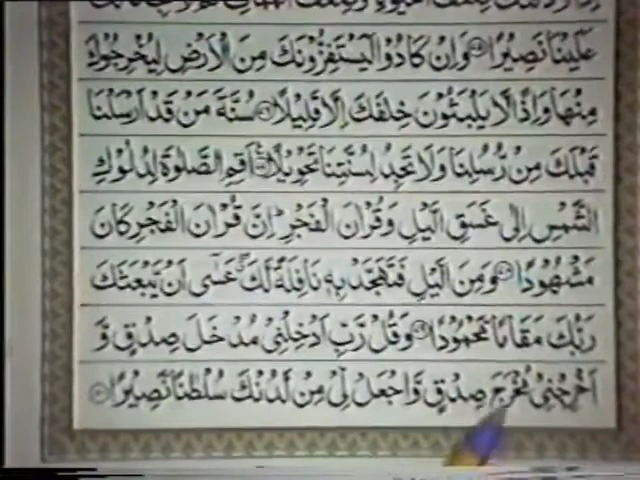 عَلَيْنَا نَصِيْرًا ۝ وَاِنْ كَادُوْا لَيَسْتَفِزُّوْنَكَ مِنَ الْاَرْضِ لِيُخْرِجُوْكَ
مِنْهَا وَاِذًا لَّا يَلْبَثُوْنَ خِلٰفَكَ اِلَّا قَلِيْلًا ۝ سُنَّةَ مَنْ قَدْ اَرْسَلْنَا
قَبْلَكَ مِنْ رُّسُلِنَا وَلَا تَجِدُ لِسُنَّتِنَا تَحْوِيْلًا ۝ اَقِمِ الصَّلٰوةَ لِدُلُوْكِ
الشَّمْسِ اِلٰى غَسَقِ الَّيْلِ وَقُرْاٰنَ الْفَجْرِ اِنَّ قُرْاٰنَ الْفَجْرِ كَانَ
مَشْهُوْدًا ۝ وَمِنَ الَّيْلِ فَتَهَجَّدْ بِهٖ نَافِلَةً لَّكَ عَسٰٓى اَنْ يَّبْعَثَكَ
رَبُّكَ مَقَامًا مَّحْمُوْدًا ۝ وَقُلْ رَّبِّ اَدْخِلْنِيْ مُدْخَلَ صِدْقٍ وَّ
اَخْرِجْنِيْ مُخْرَجَ صِدْقٍ وَّاجْعَلْ لِّيْ مِنْ لَّدُنْكَ سُلْطٰنًا نَّصِيْرًا ۝